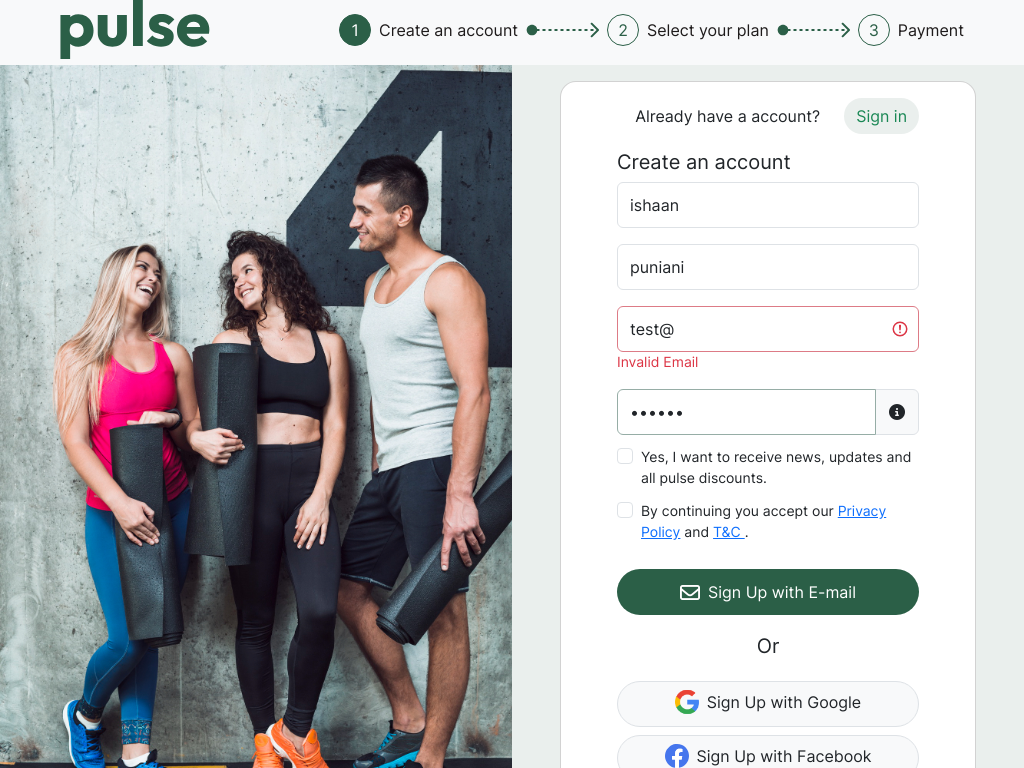 pulse
1 Create an account 2 Select your plan 3 Payment
4
Already have a account? Sign in
Create an account
ishaan
puniani
test@
Invalid Email
••••••
Yes, I want to receive news, updates and
all pulse discounts.
By continuing you accept our Privacy
Policy and T&C .
Sign Up with E-mail
Or
Sign Up with Google
Sign Up with Facebook